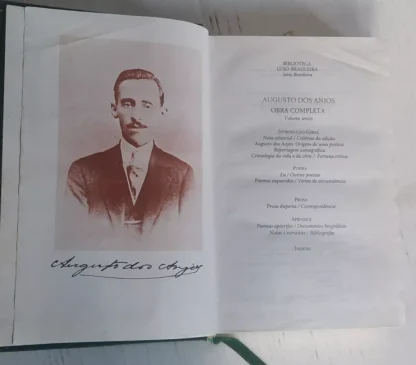 Augusto dos Anjos
BIBLIOTECA
LUSO-BRASILEIRA
Série Brasileira
AUGUSTO DOS ANJOS
OBRA COMPLETA
Volume único
INTRODUÇÃO GERAL
Nota editorial / Critérios da edição
Augusto dos Anjos: Origens de uma poética
Reportagem iconográfica
Cronologia da vida e da obra / Fortuna crítica
POESIA
Eu / Outras poesias
Poemas esquecidos / Versos de circunstância
PROSA
Prosa dispersa / Correspondência
APÊNDICE
Poemas apócrifos / Documentos biográficos
Notas e variantes / Bibliografia
ÍNDICES